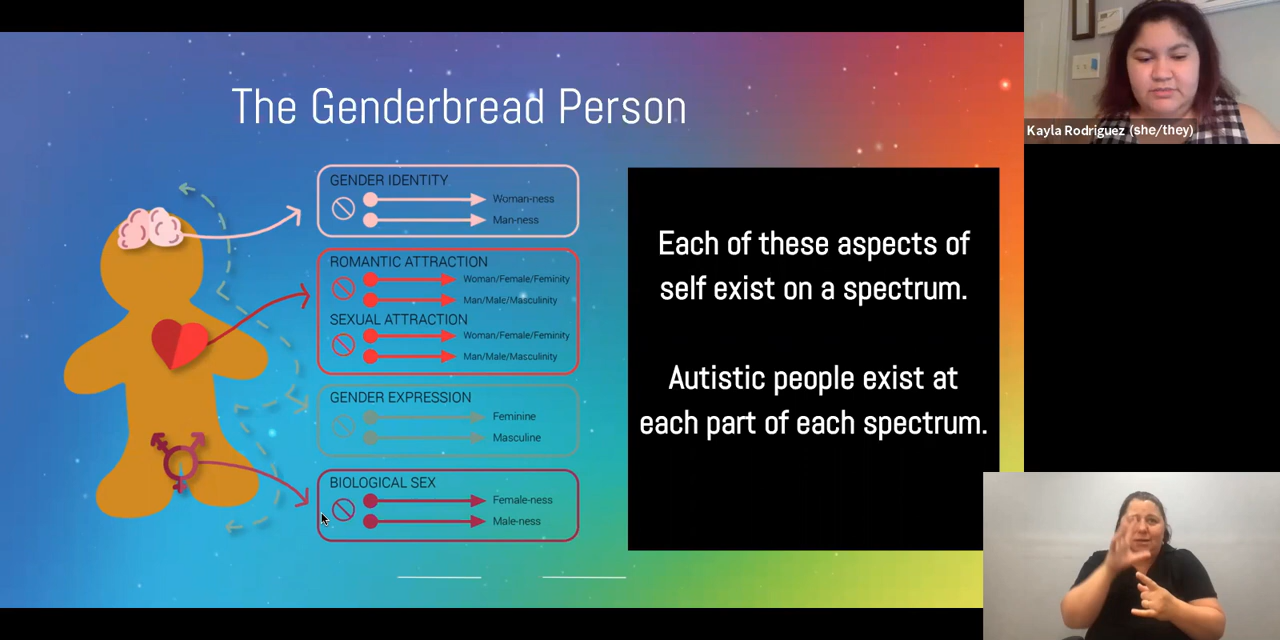 The Genderbread Person
GENDER IDENTITY
Woman-ness
Man-ness
ROMANTIC ATTRACTION
Woman/Female/Feminity
Man/Male/Masculinity
SEXUAL ATTRACTION
Woman/Female/Feminity
Man/Male/Masculinity
GENDER EXPRESSION
Feminine
Masculine
BIOLOGICAL SEX
Female-ness
Male-ness
Each of these aspects of
self exist on a spectrum.
Autistic people exist at
each part of each spectrum.
Kayla Rodriguez (she/they)